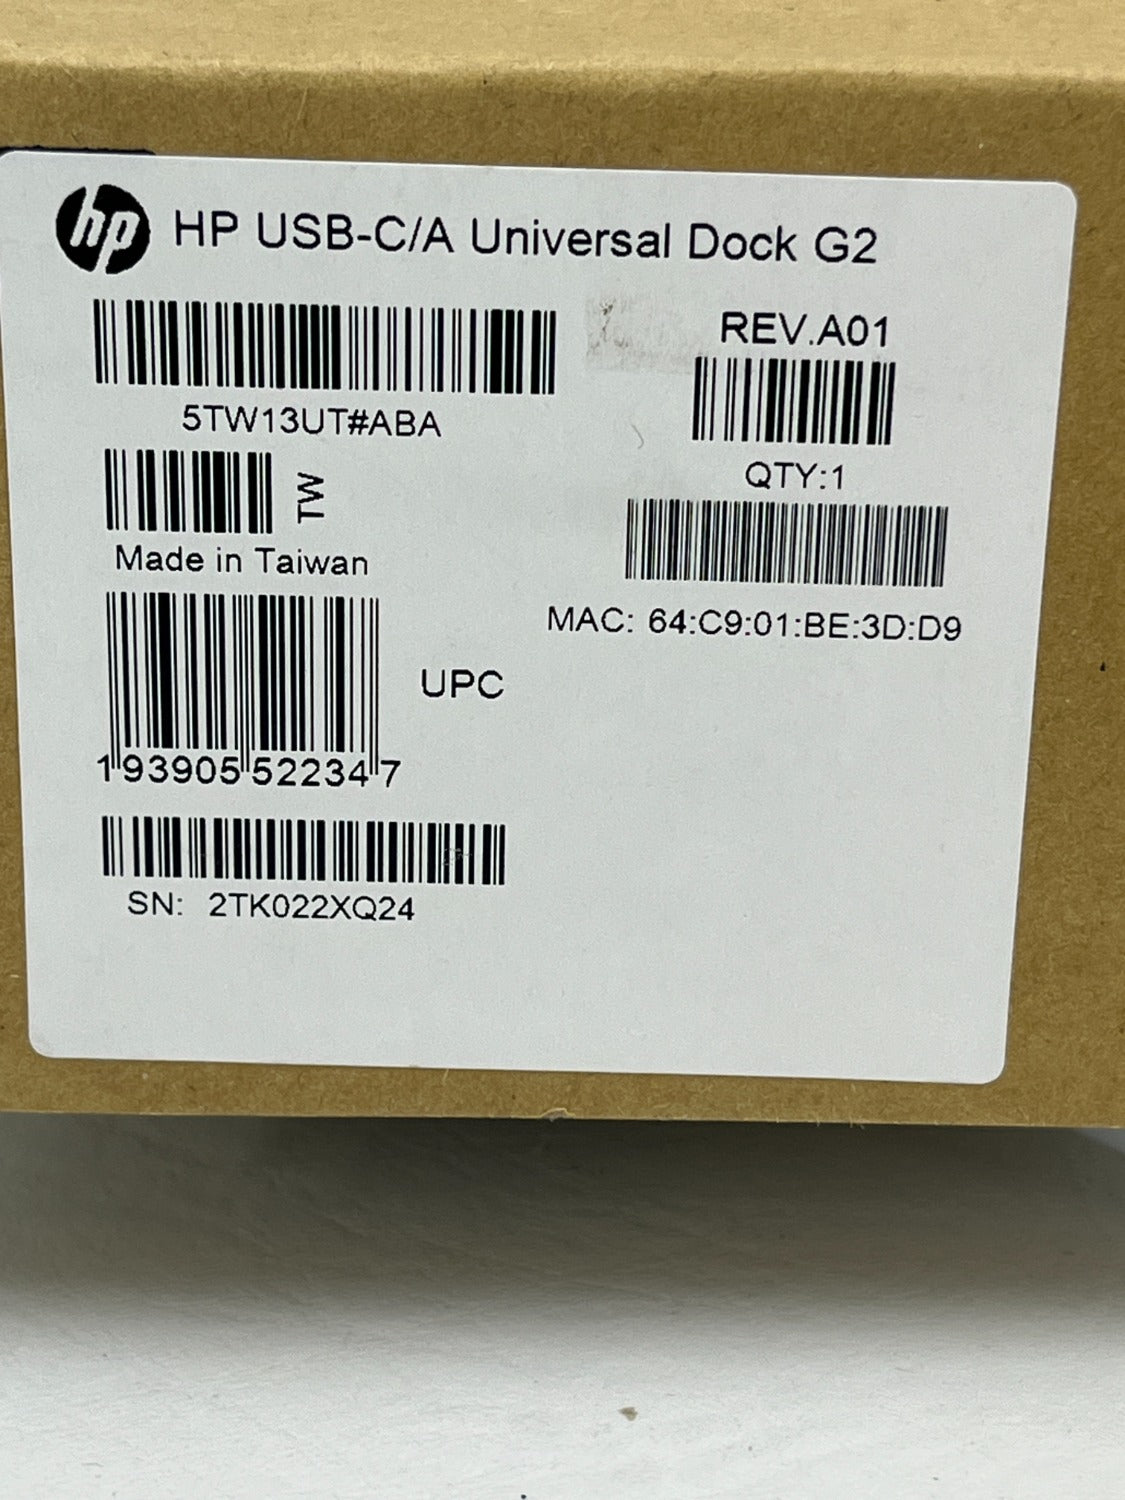 hp HP USB-C/A Universal Dock G2
REV.A01
5TW13UT#ABA
QTY:1
TW
Made in Taiwan
MAC: 64:C9:01:BE:3D:D9
UPC
1 93905 52234 7
SN: 2TK022XQ24